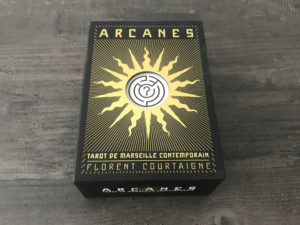 ARCANES
?
TAROT DE MARSEILLE CONTEMPORAIN
FLORENT COURTAIGNE
ARCANES